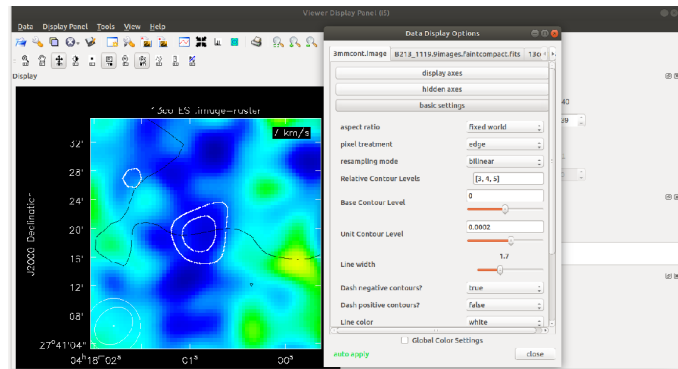 Viewer Display Panel (15)
Data Display Panel Tools View Help
Display
13co ES .image-raster
7 km/s
32'
28'
24'
20'
16'
12'
08'
27°41'04"
04ʰ18ᵐ02ˢ 01ˢ 00ˢ
J2000 Declination
Data Display Options
3mmcont.image B213_1119.9images.faintcompact.fits 13o
display axes
hidden axes
basic settings
aspect ratio fixed world
pixel treatment edge
resampling mode bilinear
Relative Contour Levels [3, 4, 5]
Base Contour Level 0
Unit Contour Level 0.0002
1.7
Line width
Dash negative contours? true
Dash positive contours? false
Line color white
Global Color Settings
auto apply close
40